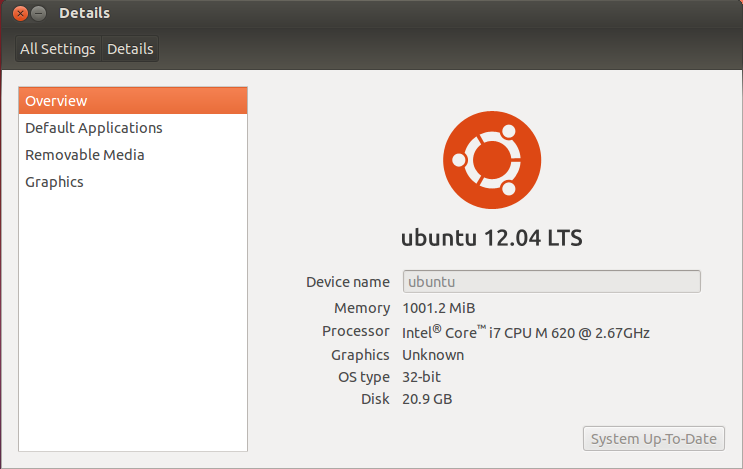 Details
All Settings Details
Overview
Default Applications
Removable Media
Graphics
ubuntu 12.04 LTS
Device name ubuntu
Memory 1001.2 MiB
Processor Intel® Core™ i7 CPU M 620 @ 2.67GHz
Graphics Unknown
OS type 32-bit
Disk 20.9 GB
System Up-To-Date